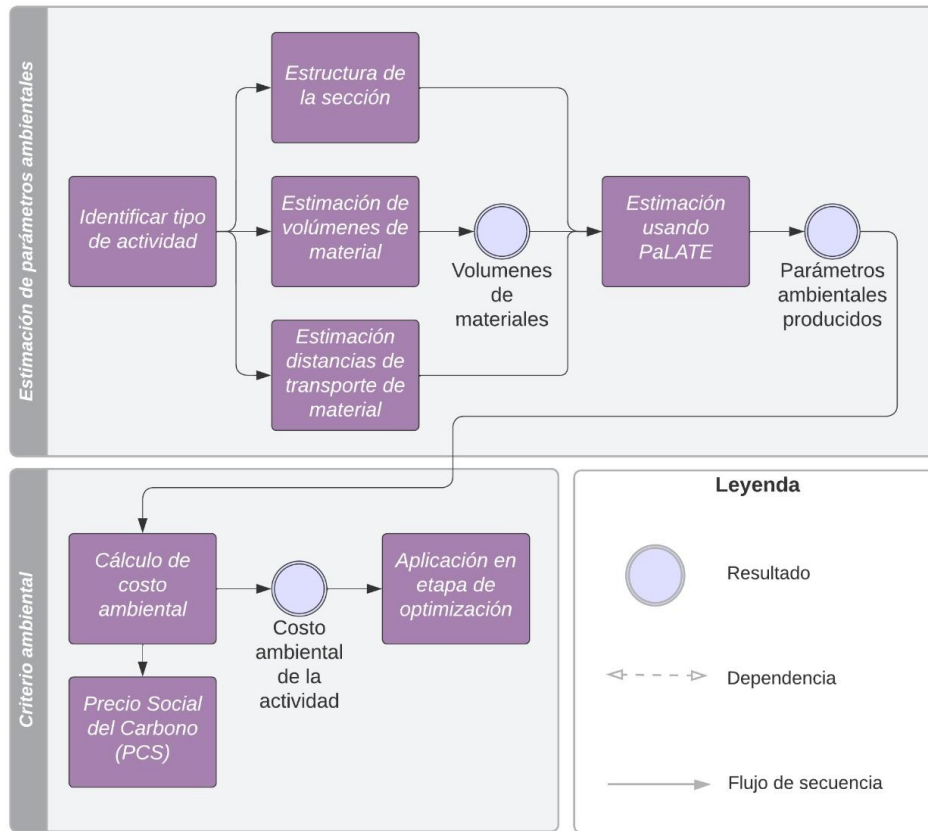 Estimación de parámetros ambientales
Estructura de
la sección
Identificar tipo
de actividad
Estimación de
volúmenes de
material
Volumenes
de
materiales
Estimación
distancias de
transporte de
material
Estimación
usando
PaLATE
Parámetros
ambientales
producidos
Criterio ambiental
Cálculo de
costo
ambiental
Costo
ambiental
de la
actividad
Aplicación en
etapa de
optimización
Precio Social
del Carbono
(PCS)
Leyenda
Resultado
Dependencia
Flujo de secuencia